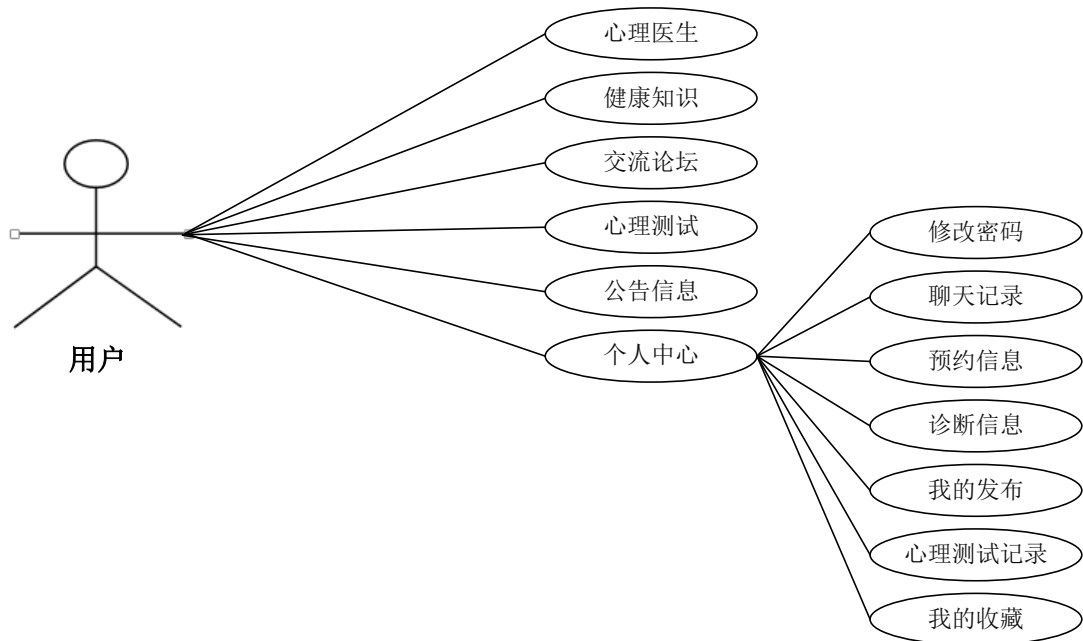 心理医生
健康知识
交流论坛
心理测试
公告信息
个人中心
用户
修改密码
聊天记录
预约信息
诊断信息
我的发布
心理测试记录
我的收藏